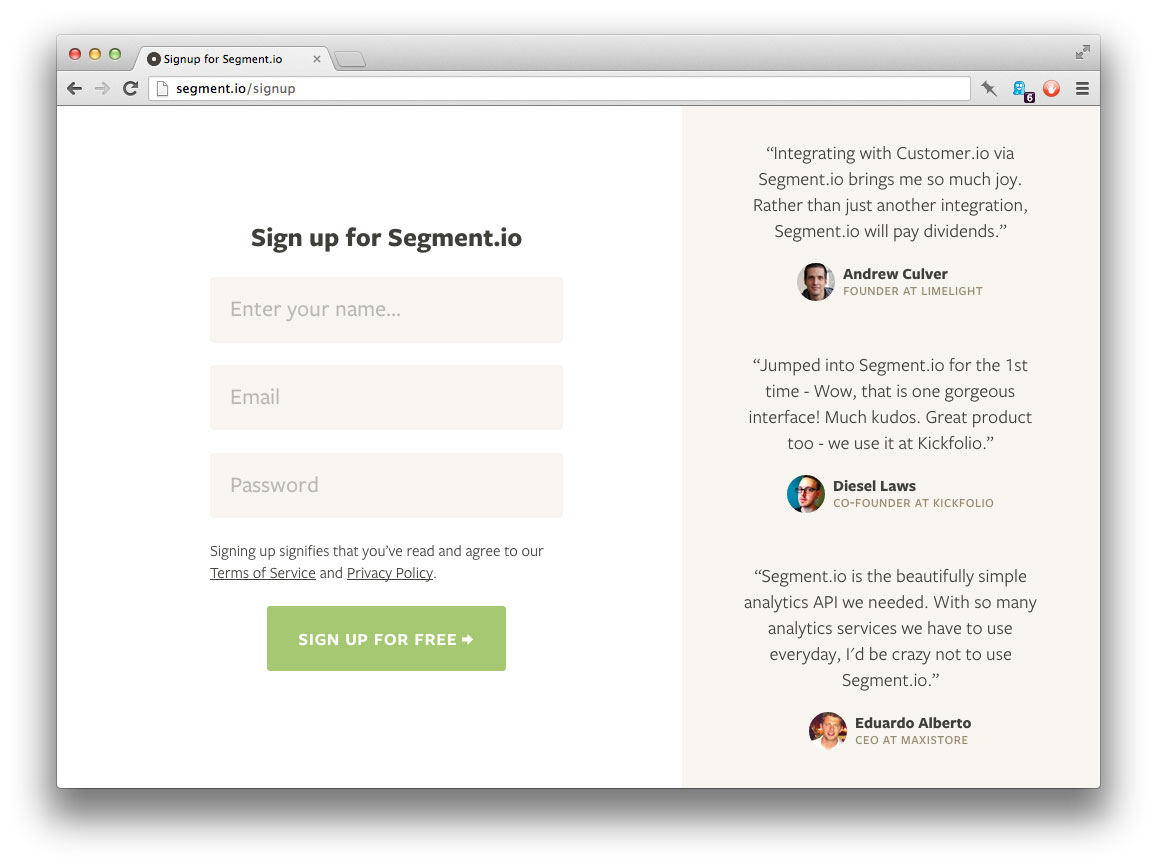 Signup for Segment.io
segment.io/signup
6
Sign up for Segment.io
Enter your name...
Email
Password
Signing up signifies that you’ve read and agree to our
Terms of Service and Privacy Policy.
SIGN UP FOR FREE
“Integrating with Customer.io via
Segment.io brings me so much joy.
Rather than just another integration,
Segment.io will pay dividends.”
Andrew Culver
FOUNDER AT LIMELIGHT
“Jumped into Segment.io for the 1st
time - Wow, that is one gorgeous
interface! Much kudos. Great product
too - we use it at Kickfolio.”
Diesel Laws
CO-FOUNDER AT KICKFOLIO
“Segment.io is the beautifully simple
analytics API we needed. With so many
analytics services we have to use
everyday, I’d be crazy not to use
Segment.io.”
Eduardo Alberto
CEO AT MAXISTORE